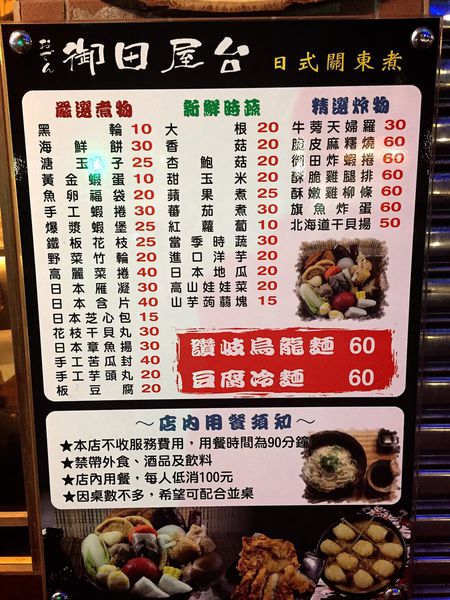 おでん 御田屋台 日式關東煮
嚴選煮物
黑輪 10
海鮮餅 30
溏玉子 25
黃金蝦蛋 10
魚卵福袋 20
手工蝦捲 30
爆漿蝦堡 25
鐵板花枝 25
野菜竹輪 20
高麗菜捲 40
日本雁凝 30
日本含片 40
日本芝心包 15
花枝干貝丸 30
日本章魚揚 30
手工苦瓜封 40
手工芋頭丸 20
板豆腐 20
新鮮時蔬
大根 20
香菇 20
杏鮑菇 20
甜玉米 20
蘋果煮 25
蕃茄煮 30
紅蘿蔔 10
當季時蔬 30
進口洋芋 20
日本地瓜 20
高山娃娃菜 20
山芋蒟蒻塊 15
精選炸物
牛蒡天婦羅 30
脆皮麻糬燒 60
御田炸蝦捲 60
酥脆雞腿排 60
酥嫩雞柳條 60
旗魚炸蛋 60
北海道干貝揚 50
讚岐烏龍麵 60
豆腐冷麵 60
～店內用餐須知～
★本店不收服務費用，用餐時間為90分鐘
★禁帶外食、酒品及飲料
★店內用餐，每人低消100元
★因桌數不多，希望可配合並桌